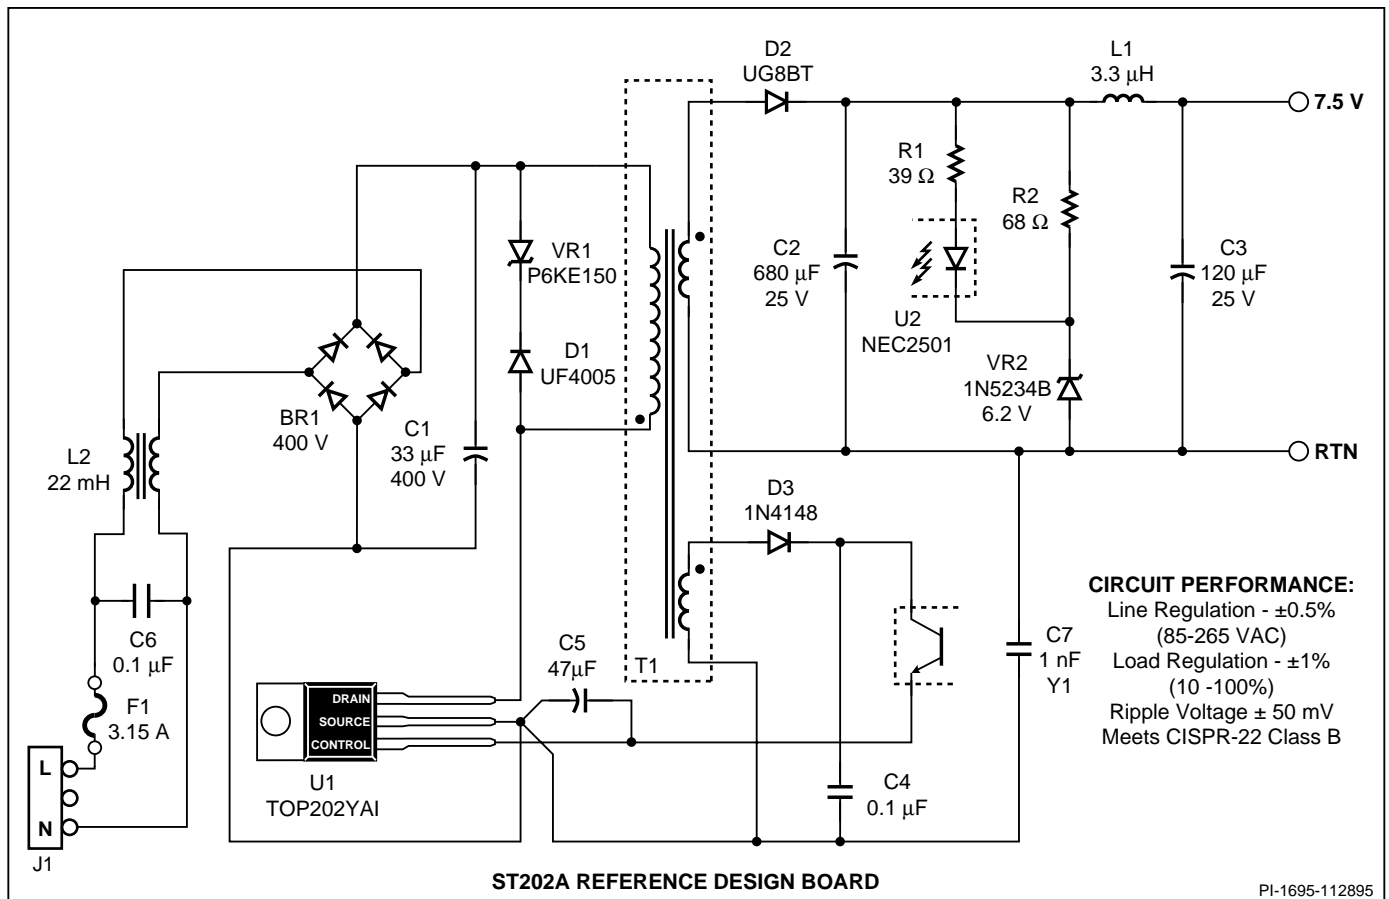 D2
UG8BT
L1
3.3 µH
7.5 V
R1
39 Ω
R2
68 Ω
VR1
P6KE150
C2
680 µF
25 V
C3
120 µF
25 V
U2
NEC2501
D1
UF4005
VR2
1N5234B
6.2 V
BR1
400 V
C1
33 µF
400 V
L2
22 mH
RTN
D3
1N4148
CIRCUIT PERFORMANCE:
Line Regulation - ±0.5%
(85-265 VAC)
Load Regulation - ±1%
(10 -100%)
Ripple Voltage ± 50 mV
Meets CISPR-22 Class B
C6
0.1 µF
C5
47µF
T1
C7
1 nF
Y1
F1
3.15 A
DRAIN
SOURCE
CONTROL
L
N
J1
U1
TOP202YAI
C4
0.1 µF
ST202A REFERENCE DESIGN BOARD
PI-1695-112895